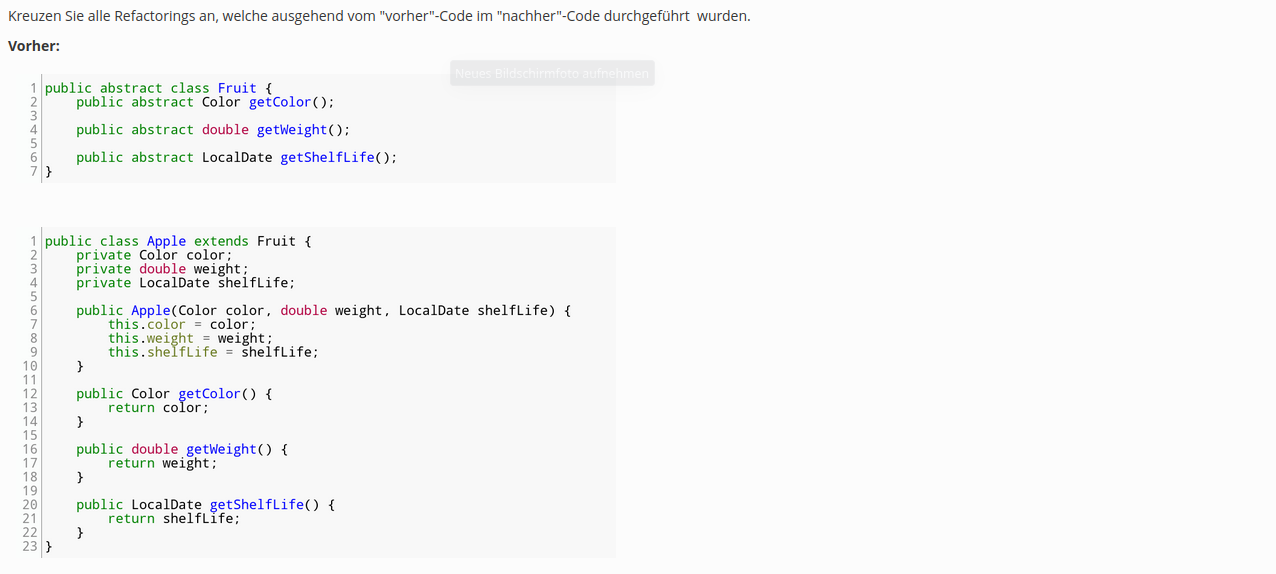 Kreuzen Sie alle Refactorings an, welche ausgehend vom "vorher"-Code im "nachher"-Code durchgeführt  wurden.
Vorher:
Neues Bildschirmfoto aufnehmen
1 public abstract class Fruit {
2     public abstract Color getColor();
3
4     public abstract double getWeight();
5
6     public abstract LocalDate getShelfLife();
7 }
1 public class Apple extends Fruit {
2     private Color color;
3     private double weight;
4     private LocalDate shelfLife;
5
6     public Apple(Color color, double weight, LocalDate shelfLife) {
7         this.color = color;
8         this.weight = weight;
9         this.shelfLife = shelfLife;
10     }
11
12     public Color getColor() {
13         return color;
14     }
15
16     public double getWeight() {
17         return weight;
18     }
19
20     public LocalDate getShelfLife() {
21         return shelfLife;
22     }
23 }